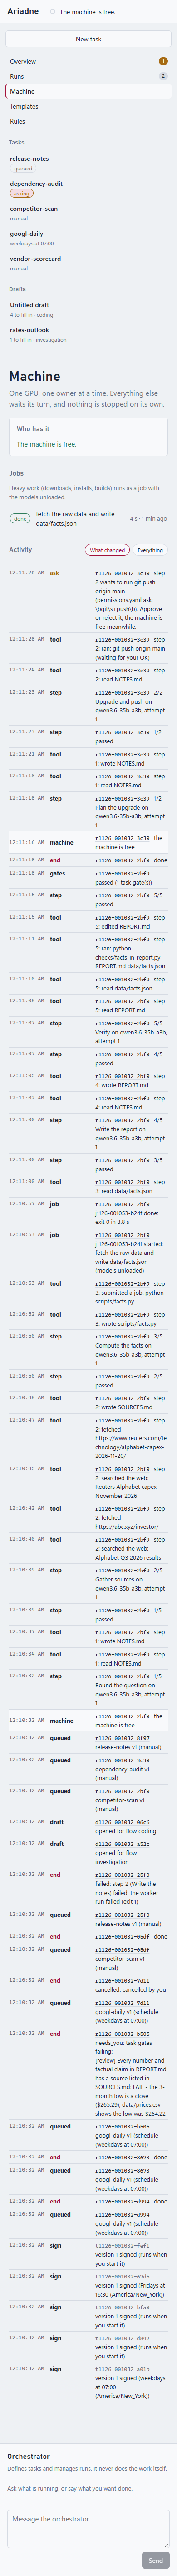 Ariadne
The machine is free.
New task
Overview 1
Runs 2
Machine
Templates
Rules
Tasks
release-notes
queued
dependency-audit
asking
competitor-scan
manual
googl-daily
weekdays at 07:00
vendor-scorecard
manual
Drafts
Untitled draft
4 to fill in · coding
rates-outlook
1 to fill in · investigation
Machine
One GPU, one owner at a time. Everything else
waits its turn, and nothing is stopped on its own.
Who has it
The machine is free.
Jobs
Heavy work (downloads, installs, builds) runs as a job with
the models unloaded.
done
fetch the raw data and write
data/facts.json
4 s · 1 min ago
Activity
What changed
Everything
12:11:26 AM ask r1126-001032-3c39 step
2 wants to run git push
origin main
(permissions.yaml ask:
\bgit\s+push\b). Approve
or reject it; the machine is
free meanwhile.
12:11:26 AM tool r1126-001032-3c39 step
2: ran: git push origin main
(waiting for your OK)
12:11:24 AM tool r1126-001032-3c39 step
2: read NOTES.md
12:11:23 AM step r1126-001032-3c39 2/2
Upgrade and push on
qwen3.6-35b-a3b, attempt
1
12:11:23 AM step r1126-001032-3c39 1/2
passed
12:11:21 AM tool r1126-001032-3c39 step
1: wrote NOTES.md
12:11:18 AM tool r1126-001032-3c39 step
1: read NOTES.md
12:11:16 AM step r1126-001032-3c39 1/2
Plan the upgrade on
qwen3.6-35b-a3b, attempt
1
12:11:16 AM machine r1126-001032-3c39 the
machine is free
12:11:16 AM end r1126-001032-2bf9 done
12:11:16 AM gates r1126-001032-2bf9
passed (1 task gate(s))
12:11:15 AM step r1126-001032-2bf9 5/5
passed
12:11:15 AM tool r1126-001032-2bf9 step
5: edited REPORT.md
12:11:11 AM tool r1126-001032-2bf9 step
5: ran: python
checks/facts_in_report.py
REPORT.md data/facts.json
12:11:10 AM tool r1126-001032-2bf9 step
5: read data/facts.json
12:11:08 AM tool r1126-001032-2bf9 step
5: read REPORT.md
12:11:07 AM step r1126-001032-2bf9 5/5
Verify on qwen3.6-35b-a3b,
attempt 1
12:11:07 AM step r1126-001032-2bf9 4/5
passed
12:11:05 AM tool r1126-001032-2bf9 step
4: wrote REPORT.md
12:11:02 AM tool r1126-001032-2bf9 step
4: read NOTES.md
12:11:00 AM step r1126-001032-2bf9 4/5
Write the report on
qwen3.6-35b-a3b, attempt
1
12:11:00 AM step r1126-001032-2bf9 3/5
passed
12:11:00 AM tool r1126-001032-2bf9 step
3: read data/facts.json
12:10:57 AM job r1126-001032-2bf9
j1126-001053-b24f done:
exit 0 in 3.8 s
12:10:53 AM job r1126-001032-2bf9
j1126-001053-b24f started:
fetch the raw data and
write data/facts.json
(models unloaded)
12:10:53 AM tool r1126-001032-2bf9 step
3: submitted a job: python
scripts/facts.py
12:10:52 AM tool r1126-001032-2bf9 step
3: wrote scripts/facts.py
12:10:50 AM step r1126-001032-2bf9 3/5
Compute the facts on
qwen3.6-35b-a3b, attempt
1
12:10:50 AM step r1126-001032-2bf9 2/5
passed
12:10:48 AM tool r1126-001032-2bf9 step
2: wrote SOURCES.md
12:10:47 AM tool r1126-001032-2bf9 step
2: fetched
https://www.reuters.com/te
chnology/alphabet-capex-
2026-11-20/
12:10:45 AM tool r1126-001032-2bf9 step
2: searched the web:
Reuters Alphabet capex
November 2026
12:10:42 AM tool r1126-001032-2bf9 step
2: fetched
https://abc.xyz/investor/
12:10:40 AM tool r1126-001032-2bf9 step
2: searched the web:
Alphabet Q3 2026 results
12:10:39 AM step r1126-001032-2bf9 2/5
Gather sources on
qwen3.6-35b-a3b, attempt
1
12:10:39 AM step r1126-001032-2bf9 1/5
passed
12:10:37 AM tool r1126-001032-2bf9 step
1: wrote NOTES.md
12:10:34 AM tool r1126-001032-2bf9 step
1: read NOTES.md
12:10:32 AM step r1126-001032-2bf9 1/5
Bound the question on
qwen3.6-35b-a3b, attempt
1
12:10:32 AM machine r1126-001032-2bf9 the
machine is free
12:10:32 AM queued r1126-001032-0f97
release-notes v1 (manual)
12:10:32 AM queued r1126-001032-3c39
dependency-audit v1
(manual)
12:10:32 AM queued r1126-001032-2bf9
competitor-scan v1
(manual)
12:10:32 AM draft d1126-001032-06c6
opened for flow coding
12:10:32 AM draft d1126-001032-a52c
opened for flow
investigation
12:10:32 AM end r1126-001032-25f0
failed: step 2 (Write the
notes) failed: the worker
run failed (exit 1)
12:10:32 AM queued r1126-001032-25f0
release-notes v1 (manual)
12:10:32 AM end r1126-001032-05df done
12:10:32 AM queued r1126-001032-05df
competitor-scan v1
(manual)
12:10:32 AM end r1126-001032-7d11
cancelled: cancelled by you
12:10:32 AM queued r1126-001032-7d11
googl-daily v1 (schedule
(weekdays at 07:00))
12:10:32 AM end r1126-001032-b505
needs_you: task gates
failing:
[review] Every number and
factual claim in REPORT.md
has a source listed in
SOURCES.md: FAIL - the 3-
month low is a close
($265.29), data/prices.csv
shows the low was $264.22
12:10:32 AM queued r1126-001032-b505
googl-daily v1 (schedule
(weekdays at 07:00))
12:10:32 AM end r1126-001032-8673 done
12:10:32 AM queued r1126-001032-8673
googl-daily v1 (schedule
(weekdays at 07:00))
12:10:32 AM end r1126-001032-d994 done
12:10:32 AM queued r1126-001032-d994
googl-daily v1 (schedule
(weekdays at 07:00))
12:10:32 AM sign t1126-001032-fef1
version 1 signed (runs when
you start it)
12:10:32 AM sign
version 1 signed (Fridays at
16:30 (America/New_York))
12:10:32 AM sign t1126-001032-bfa9
version 1 signed (runs when
you start it)
12:10:32 AM sign
version 1 signed (runs when
you start it)
12:10:32 AM sign t1126-001032-a01b
version 1 signed (weekdays
at 07:00
(America/New_York))
Orchestrator
Defines tasks and manages runs. It never does the work itself.
Ask what is running, or say what you want done.
Message the orchestrator
Send